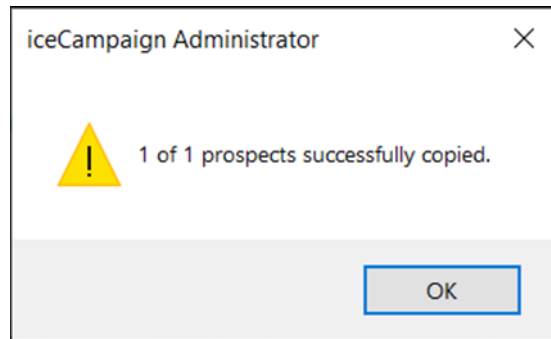 iceCampaign Administrator
1 of 1 prospects successfully copied.
OK